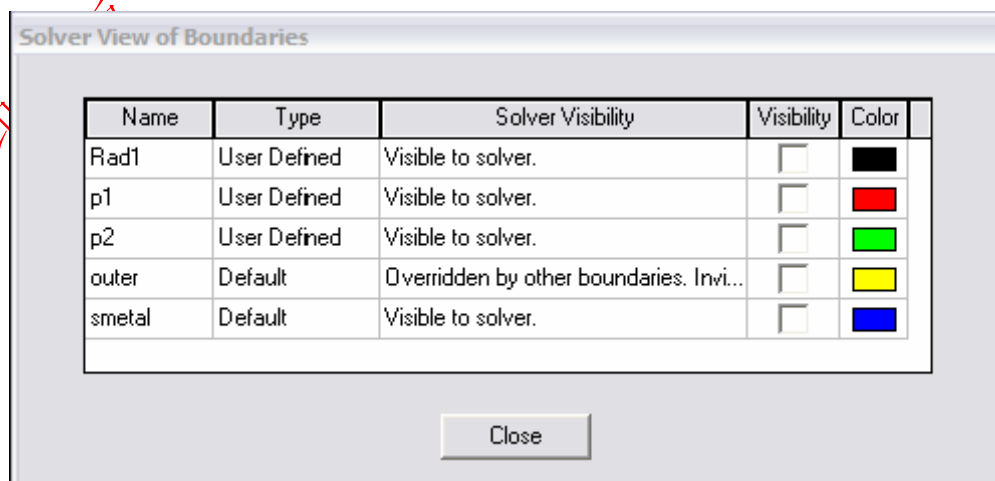 Solver View of Boundaries
Name Type Solver Visibility Visibility Color
Rad1 User Defined Visible to solver.
p1 User Defined Visible to solver.
p2 User Defined Visible to solver.
outer Default Overridden by other boundaries. Invi...
smetal Default Visible to solver.
Close